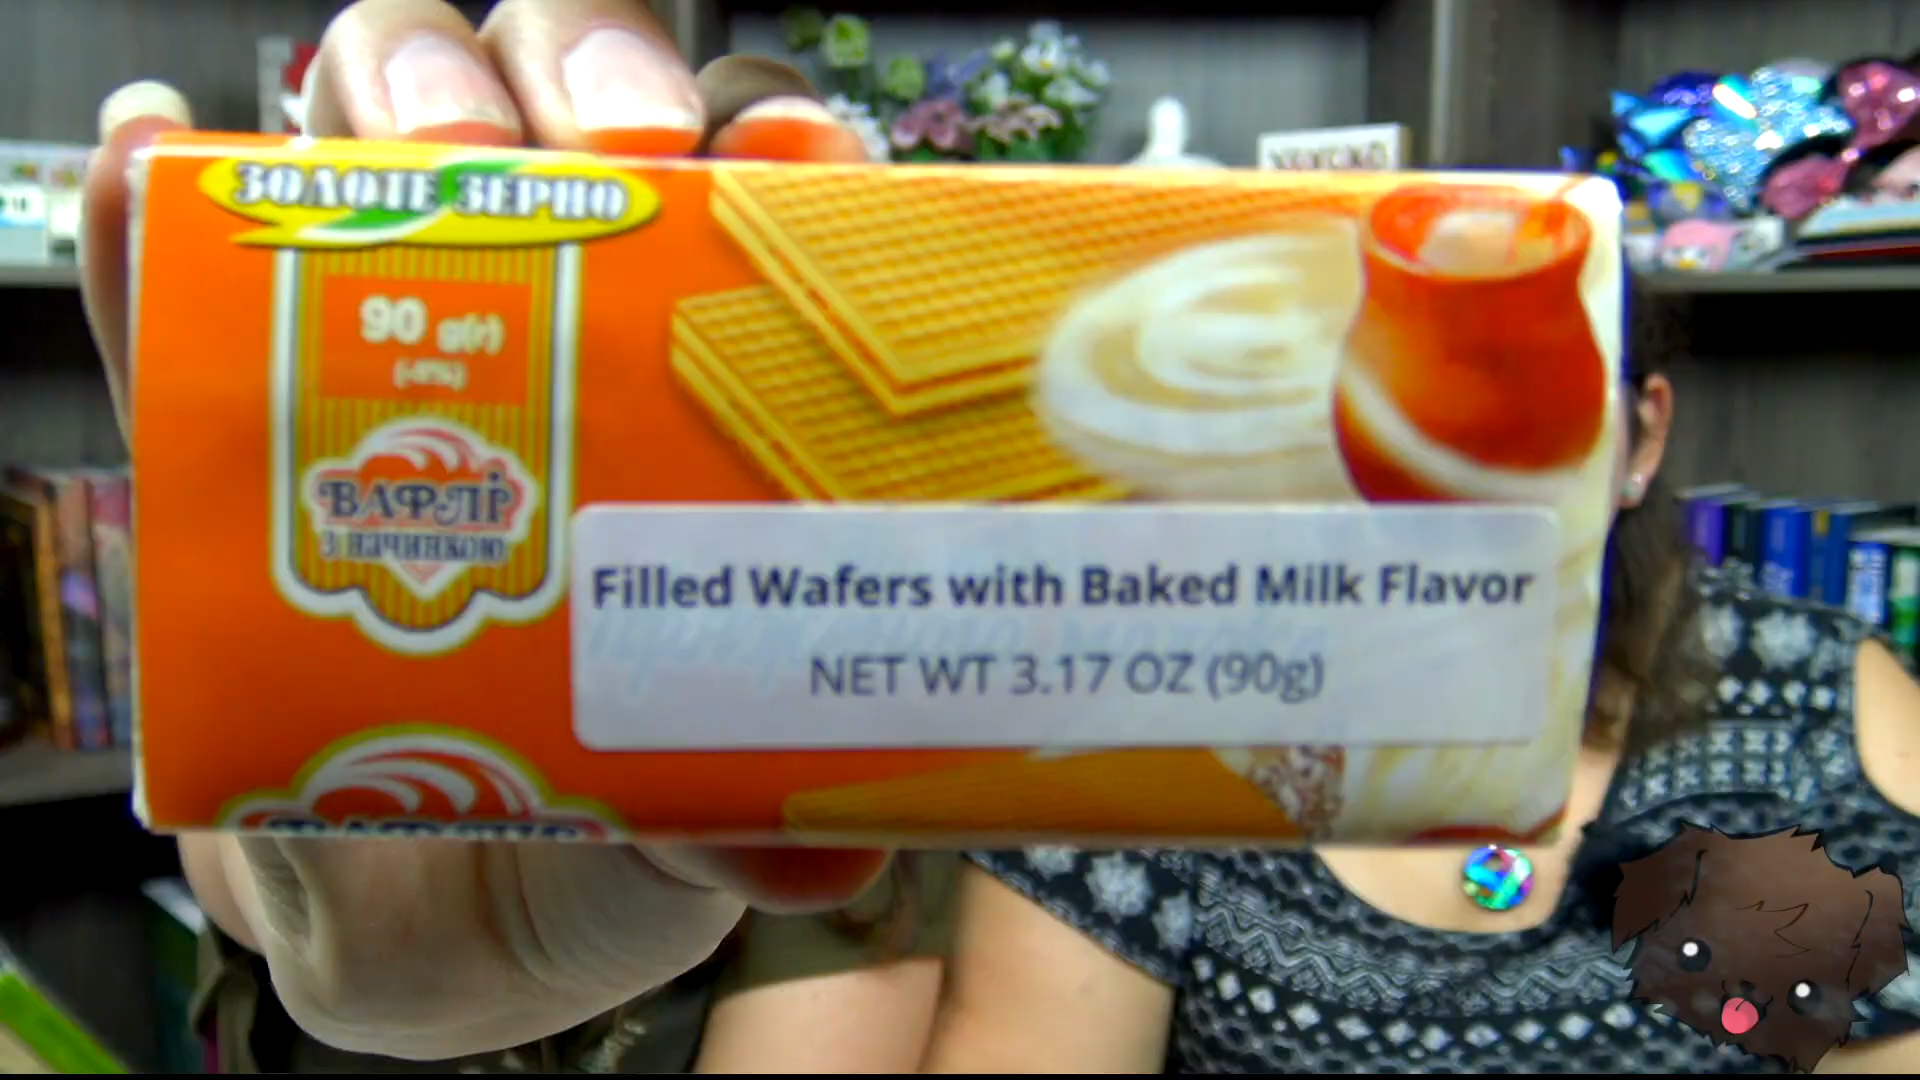 ЗОЛОТЕ ЗЕРНО
90 g(г)
ВАФЛІ
З НАЧИНКОЮ
Filled Wafers with Baked Milk Flavor
NET WT 3.17 OZ (90g)